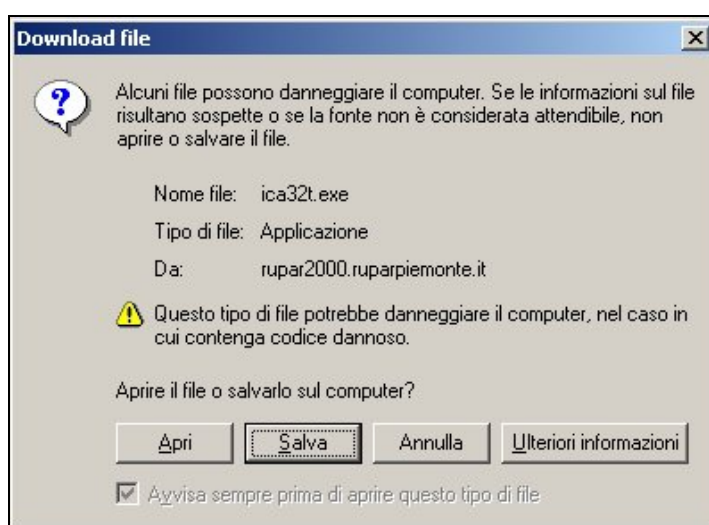 Download file
Alcuni file possono danneggiare il computer. Se le informazioni sul file
risultano sospette o se la fonte non è considerata attendibile, non
aprire o salvare il file.
Nome file: ica32t.exe
Tipo di file: Applicazione
Da: rupar2000.ruparpiemonte.it
Questo tipo di file potrebbe danneggiare il computer, nel caso in
cui contenga codice dannoso.
Aprire il file o salvarlo sul computer?
Apri Salva Annulla Ulteriori informazioni
Avvisa sempre prima di aprire questo tipo di file